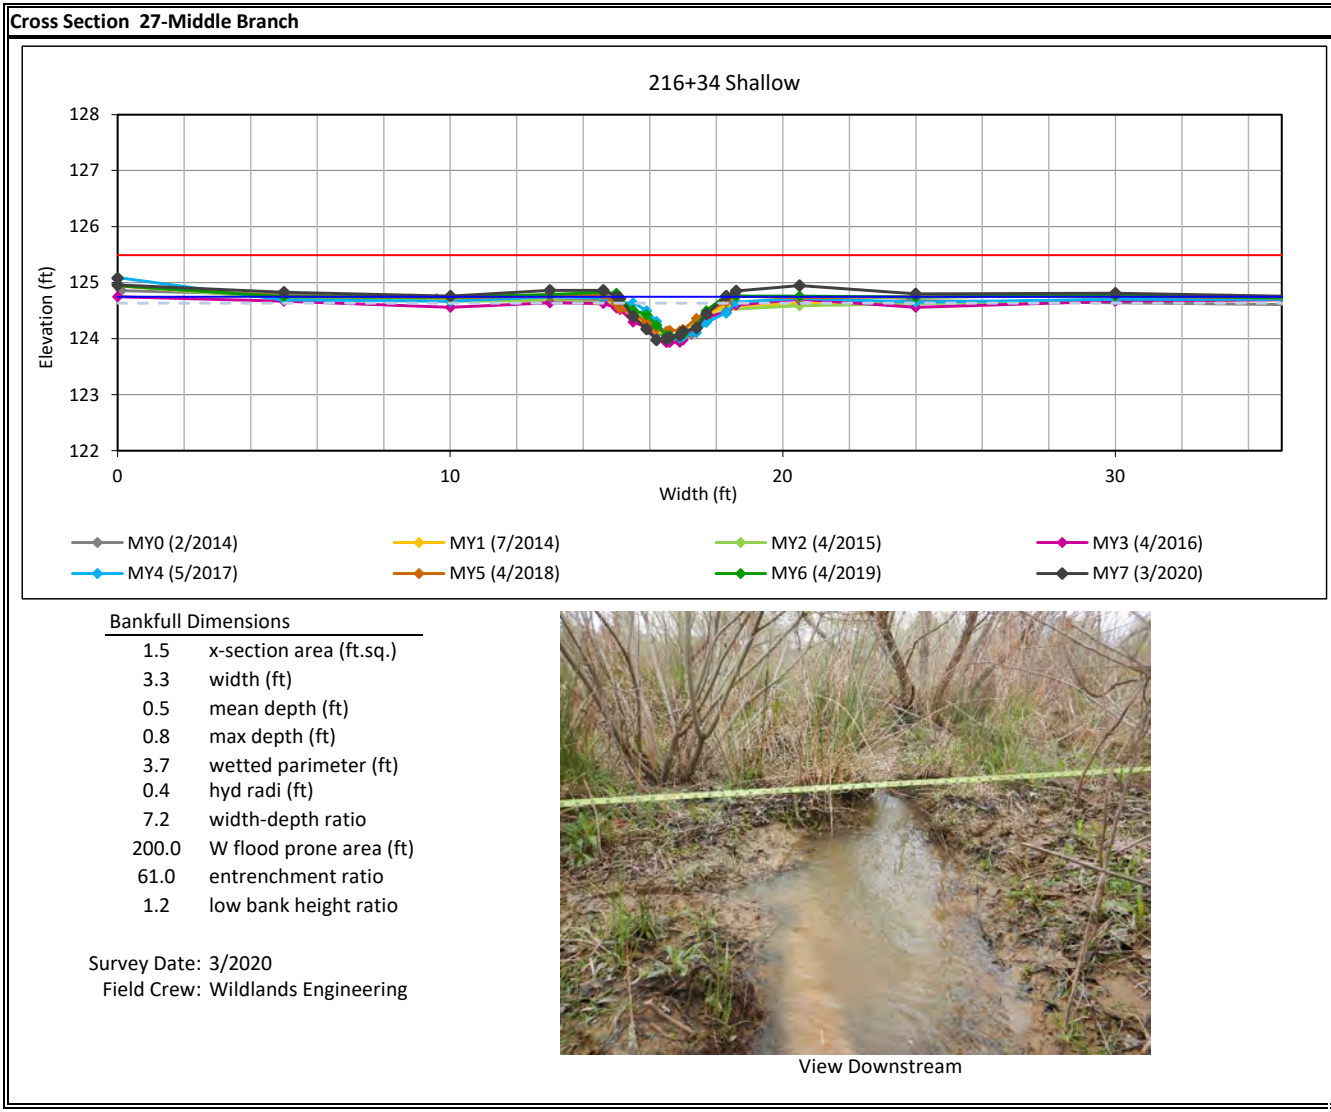 Cross Section 27-Middle Branch
216+34 Shallow
128
127
126
125
124
123
122
Elevation (ft)
0 10 20 30
Width (ft)
MY0 (2/2014) MY1 (7/2014) MY2 (4/2015) MY3 (4/2016)
MY4 (5/2017) MY5 (4/2018) MY6 (4/2019) MY7 (3/2020)
Bankfull Dimensions
1.5 x-section area (ft.sq.)
3.3 width (ft)
0.5 mean depth (ft)
0.8 max depth (ft)
3.7 wetted parimeter (ft)
0.4 hyd radi (ft)
7.2 width-depth ratio
200.0 W flood prone area (ft)
61.0 entrenchment ratio
1.2 low bank height ratio
Survey Date: 3/2020
Field Crew: Wildlands Engineering
View Downstream